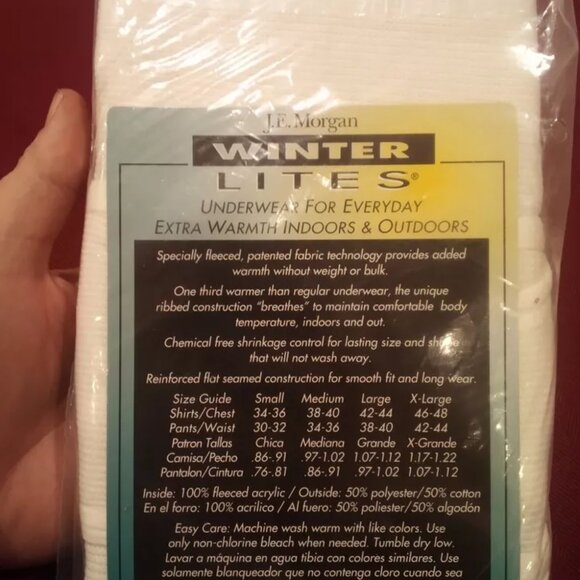 J.E. Morgan
WINTER
LITES®
UNDERWEAR FOR EVERYDAY
EXTRA WARMTH INDOORS & OUTDOORS
Specially fleeced, patented fabric technology provides added
warmth without weight or bulk.
One third warmer than regular underwear, the unique
ribbed construction "breathes" to maintain comfortable body
temperature, indoors and out.
Chemical free shrinkage control for lasting size and shape
that will not wash away.
Reinforced flat seamed construction for smooth fit and long wear.
Size Guide Small Medium Large X-Large
Shirts/Chest 34-36 38-40 42-44 46-48
Pants/Waist 30-32 34-36 38-40 42-44
Patron Tallas Chica Mediana Grande X-Grande
Camisa/Pecho .86-.91 .97-1.02 1.07-1.12 1.17-1.22
Pantalon/Cintura .76-.81 .86-.91 .97-1.02 1.07-1.12
Inside: 100% fleeced acrylic / Outside: 50% polyester/50% cotton
En el forro: 100% acrilico / Al fuero: 50% poliester/50% algodón
Easy Care: Machine wash warm with like colors. Use
only non-chlorine bleach when needed. Tumble dry low.
Lavar a máquina en agua tibia con colores similares. Use
solamente blanqueador que no contenga cloro cuando sea